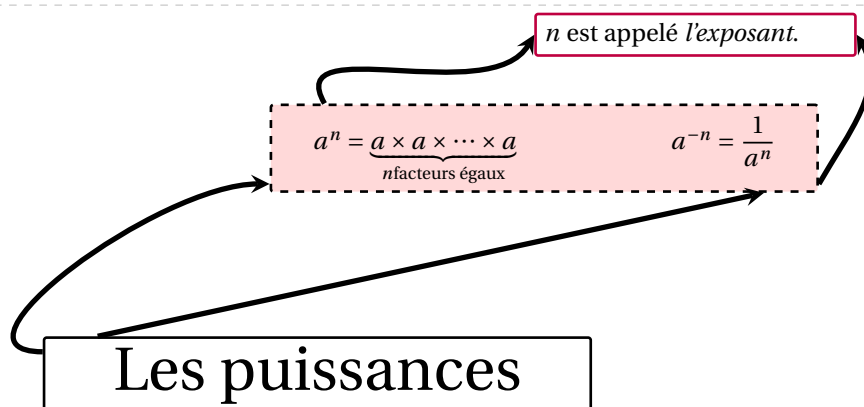 n est appelé l'exposant.
aⁿ = a × a × ⋯ × a
nfacteurs égaux
a⁻ⁿ = 1/aⁿ
Les puissances